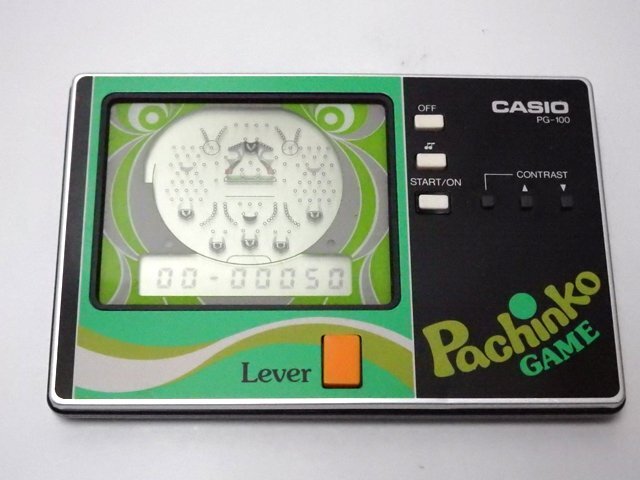 OFF
CASIO
PG-100
START/ON
CONTRAST
▲ ▼
00-00050
Pachinko
GAME
Lever